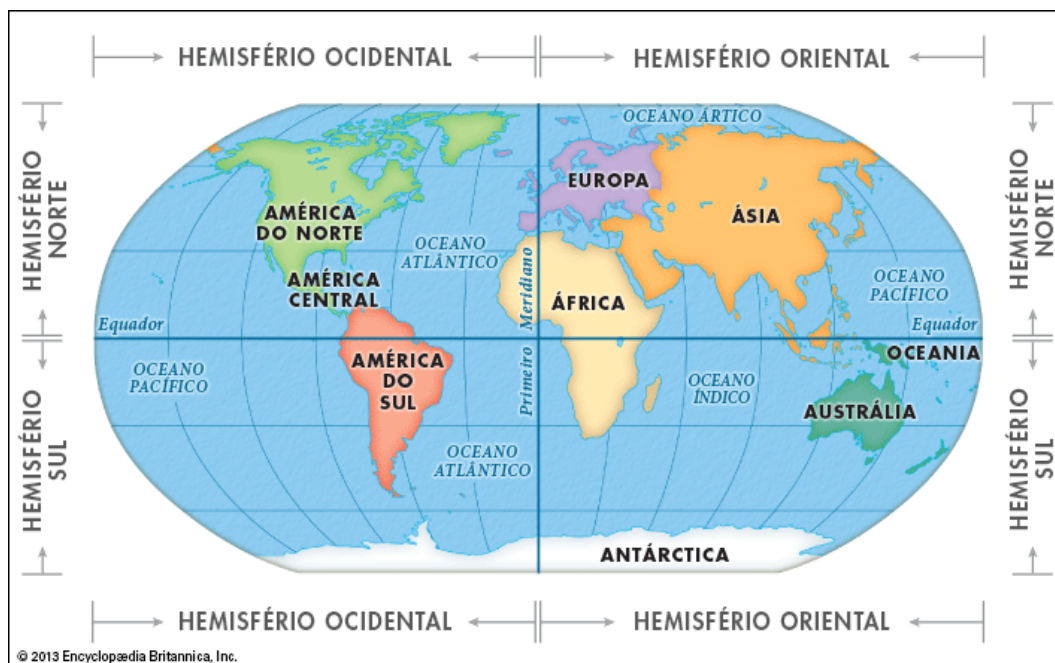 HEMISFÉRIO OCIDENTAL
HEMISFÉRIO ORIENTAL
HEMISFÉRIO
NORTE
HEMISFÉRIO
NORTE
OCEANO ÁRTICO
EUROPA
ÁSIA
AMÉRICA
DO NORTE
OCEANO
ATLÂNTICO
AMÉRICA
CENTRAL
Primeiro Meridiano
ÁFRICA
OCEANO
PACÍFICO
Equador
Equador
OCEANO
PACÍFICO
AMÉRICA
DO
SUL
OCEANO
ÍNDICO
OCEANIA
AUSTRÁLIA
OCEANO
ATLÂNTICO
HEMISFÉRIO
SUL
HEMISFÉRIO
SUL
ANTÁRCTICA
HEMISFÉRIO OCIDENTAL
HEMISFÉRIO ORIENTAL
© 2013 Encyclopædia Britannica, Inc.